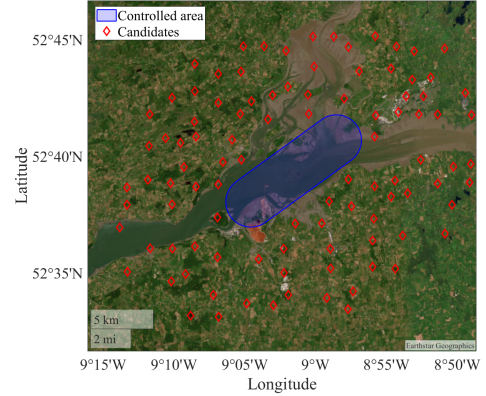 Controlled area
Candidates
52°45'N
52°40'N
52°35'N
Latitude
5 km
2 mi
Earthstar Geographics
9°15'W
9°10'W
9°05'W
9°W
8°55'W
8°50'W
Longitude